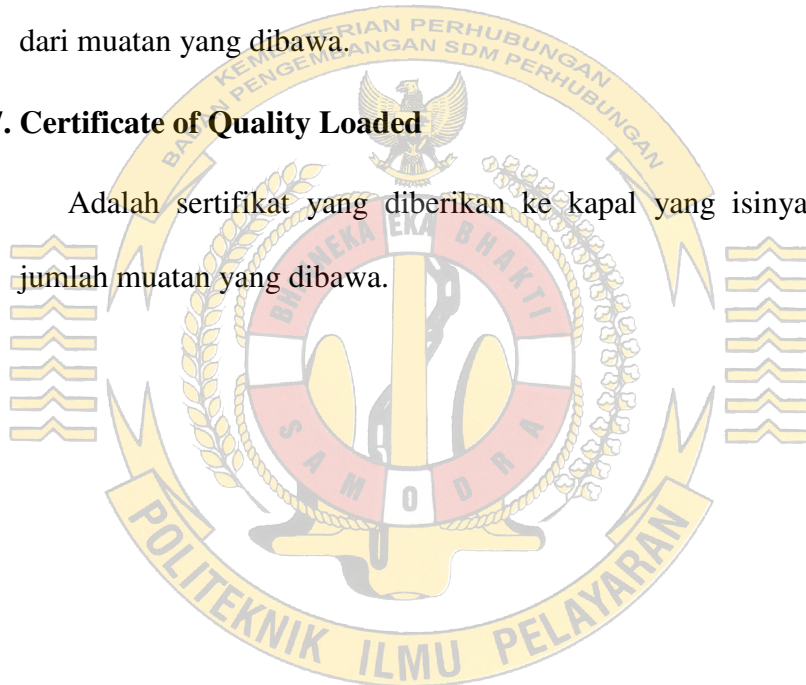 KEMENTERIAN PERHUBUNGAN
BADAN PENGEMBANGAN SDM PERHUBUNGAN
dari muatan yang dibawa.
. Certificate of Quality Loaded
Adalah sertifikat yang diberikan ke kapal yang isinya
jumlah muatan yang dibawa.
EKA BHAKTI
SAMODRA
POLITEKNIK ILMU PELAYARAN